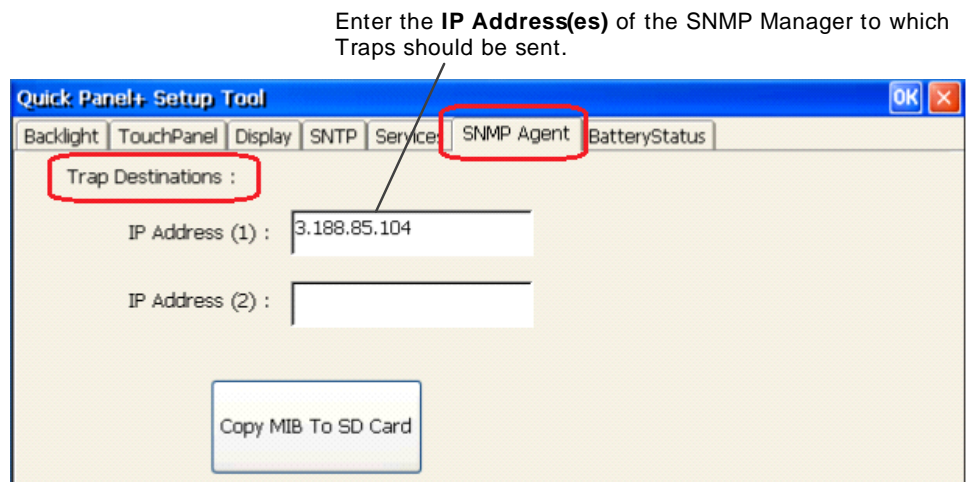 Enter the IP Address(es) of the SNMP Manager to which
Traps should be sent.
Quick Panel+ Setup Tool OK
Backlight TouchPanel Display SNTP Services SNMP Agent BatteryStatus
Trap Destinations :
IP Address (1) : 3.188.85.104
IP Address (2) :
Copy MIB To SD Card